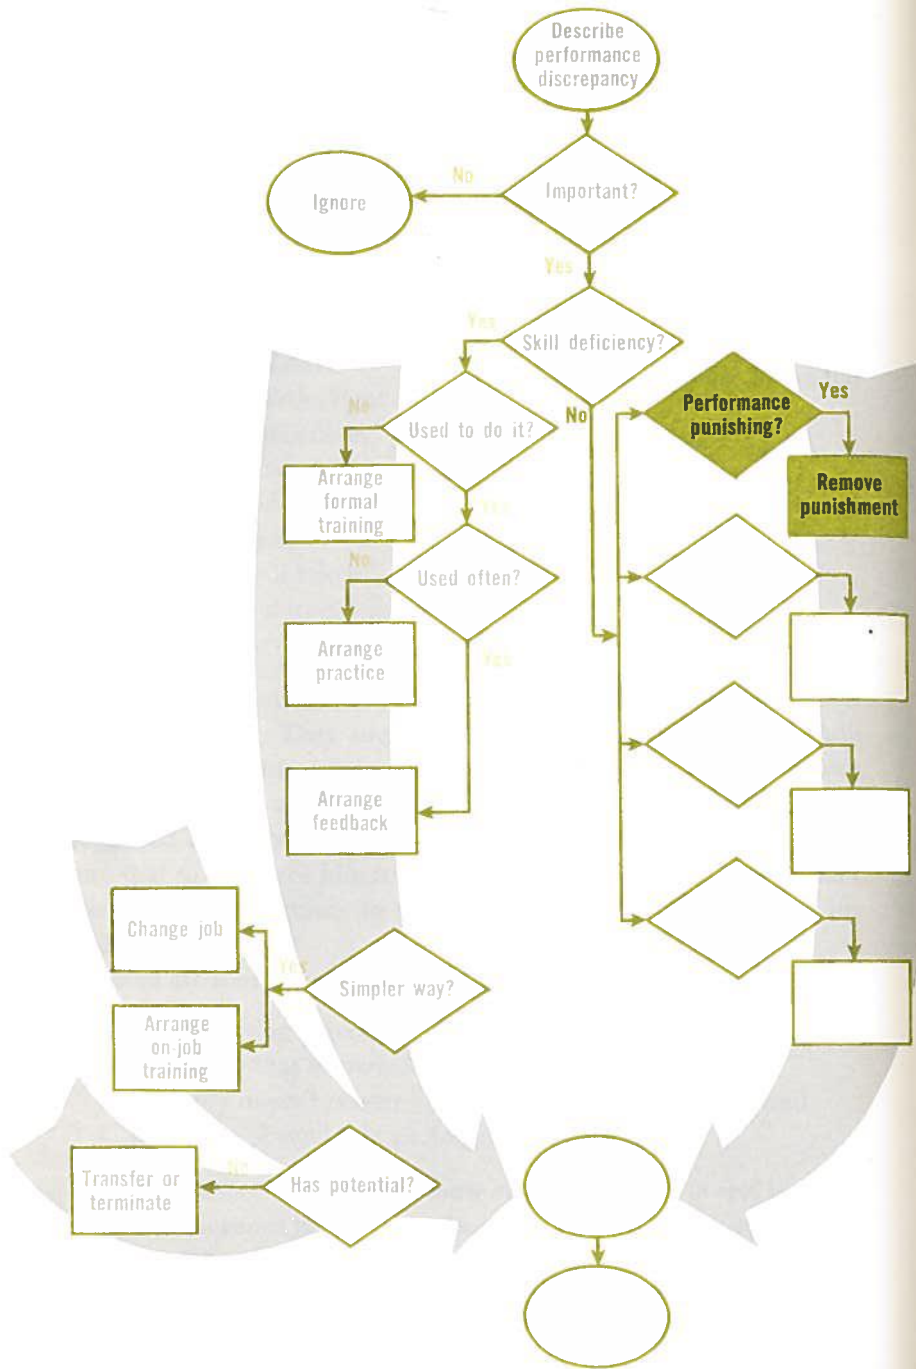 Describe
performance
discrepancy
No
Important?
Ignore
Yes
Yes
Skill deficiency?
No
Used to do it?
No
Performance
punishing?
Yes
Arrange
formal
training
Remove
punishment
Yes
No
Used often?
Arrange
practice
Yes
Arrange
feedback
Change job
Yes
Simpler way?
Arrange
on-job
training
Transfer or
terminate
No
Has potential?